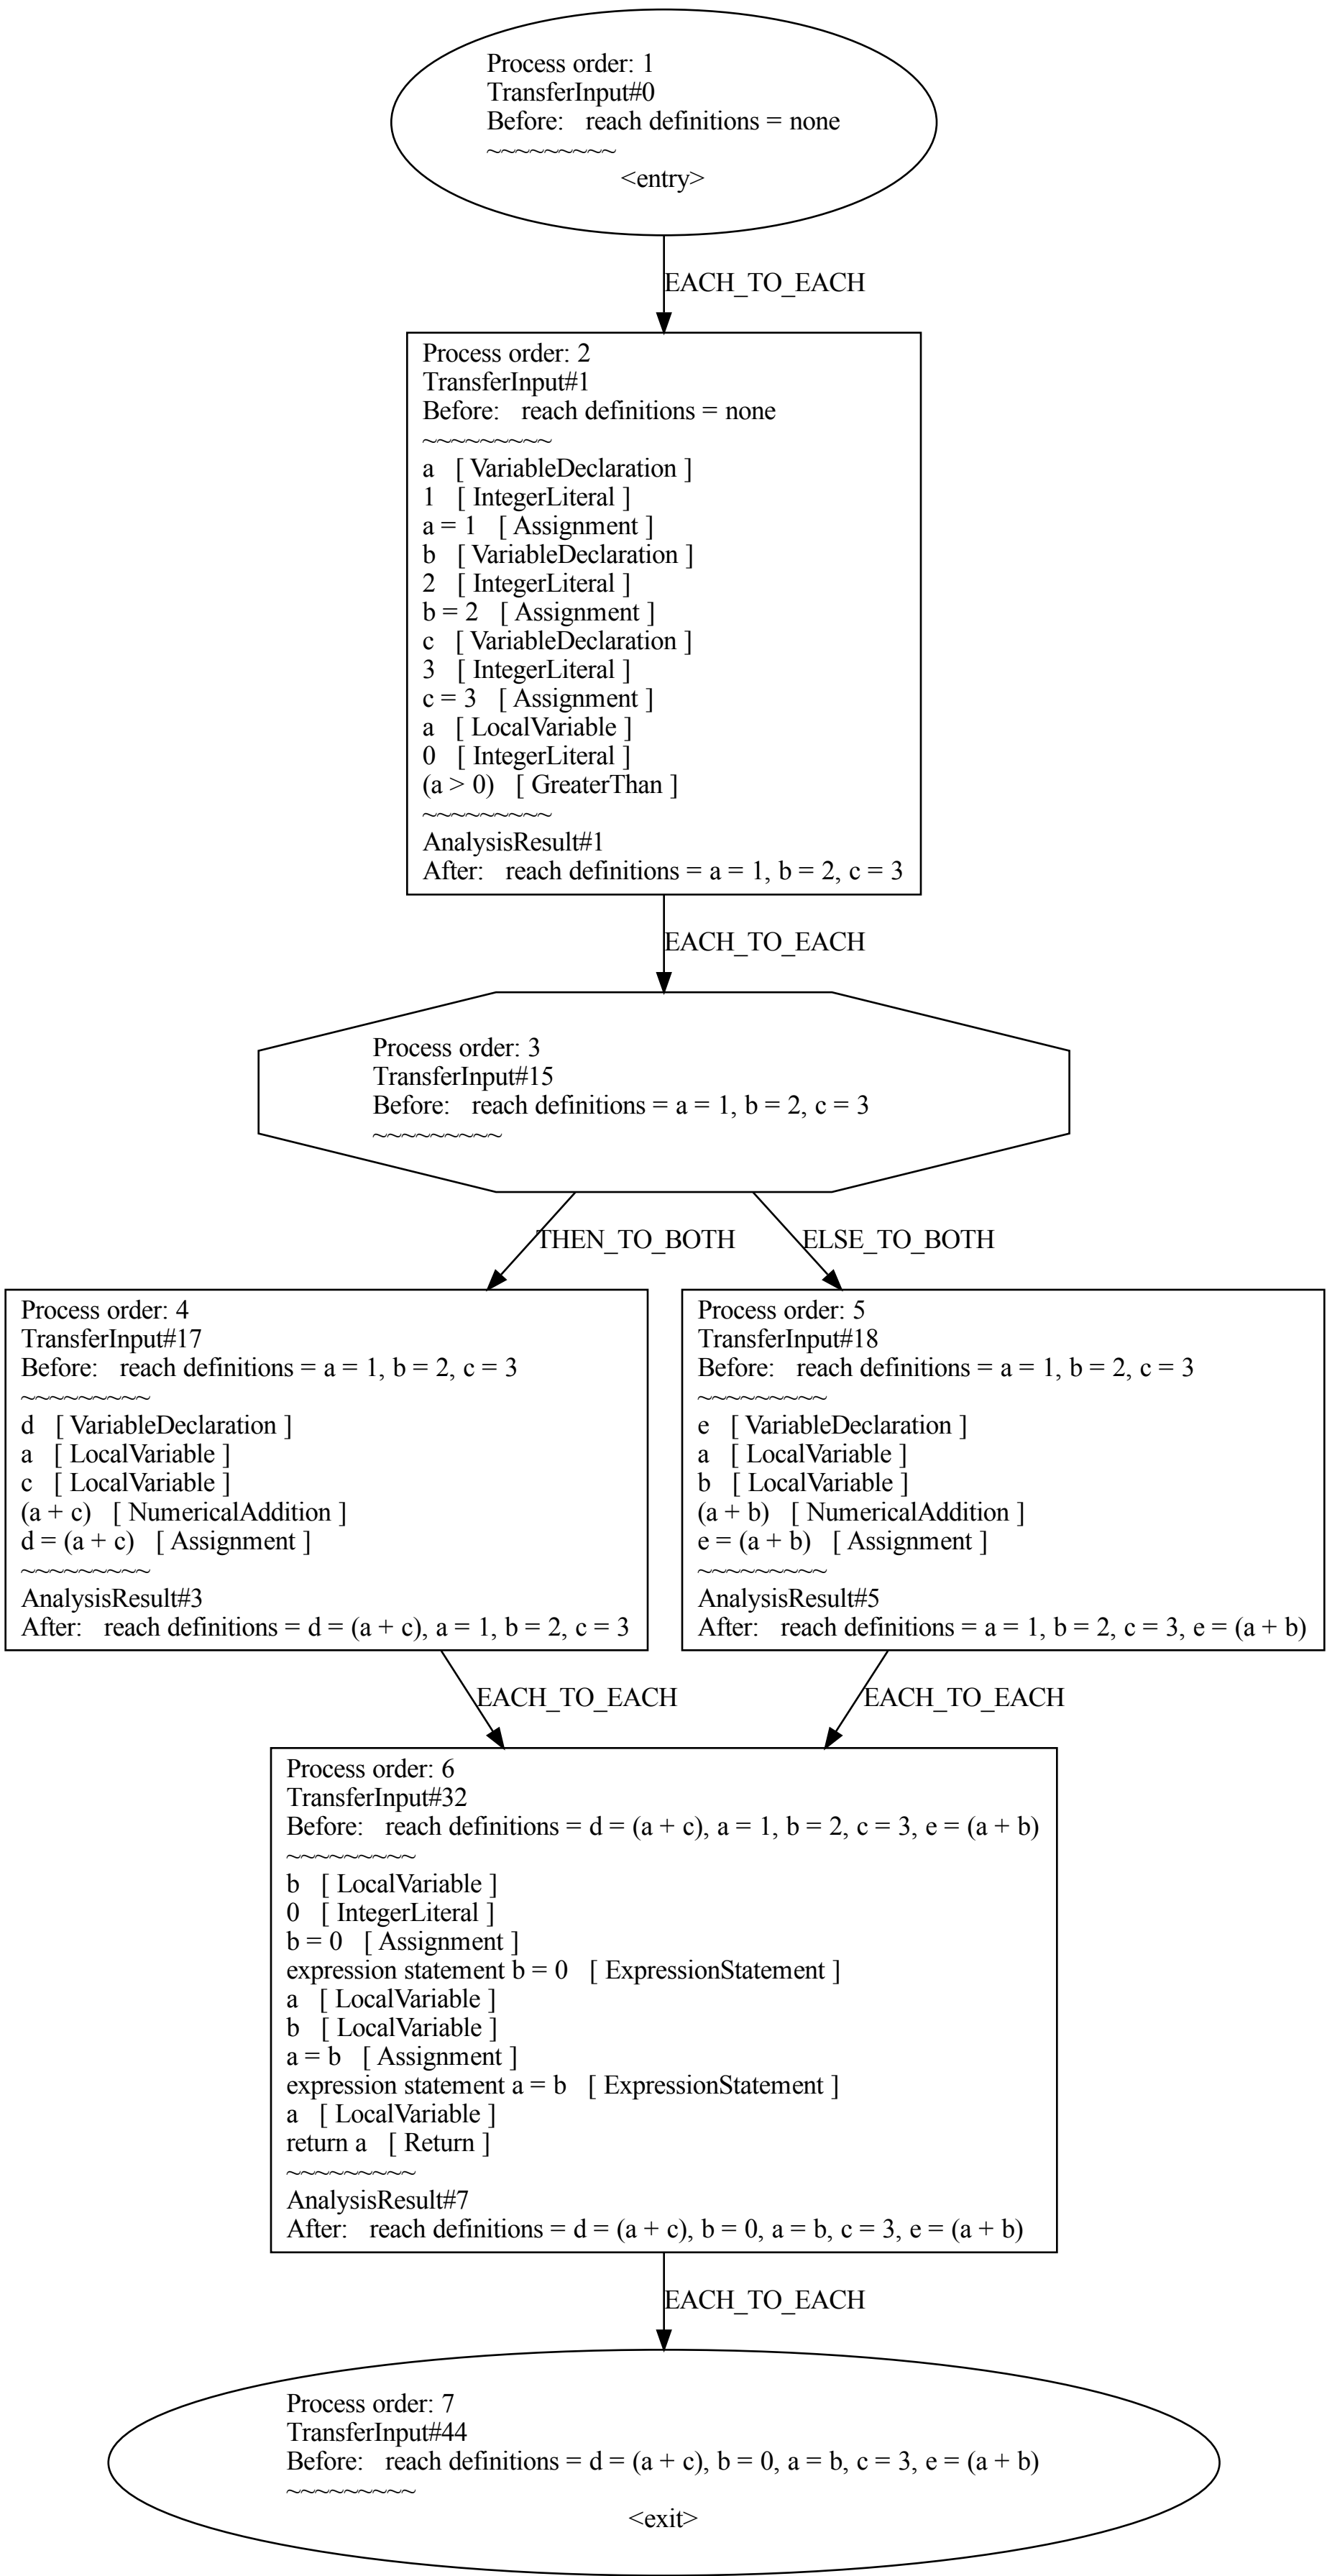 Process order: 1
TransferInput#0
Before:   reach definitions = none
~~~~~~~~~
<entry>
EACH_TO_EACH
Process order: 2
TransferInput#1
Before:   reach definitions = none
~~~~~~~~~
a   [ VariableDeclaration ]
1   [ IntegerLiteral ]
a = 1   [ Assignment ]
b   [ VariableDeclaration ]
2   [ IntegerLiteral ]
b = 2   [ Assignment ]
c   [ VariableDeclaration ]
3   [ IntegerLiteral ]
c = 3   [ Assignment ]
a   [ LocalVariable ]
0   [ IntegerLiteral ]
(a > 0)   [ GreaterThan ]
~~~~~~~~~
AnalysisResult#1
After:   reach definitions = a = 1, b = 2, c = 3
EACH_TO_EACH
Process order: 3
TransferInput#15
Before:   reach definitions = a = 1, b = 2, c = 3
~~~~~~~~~
THEN_TO_BOTH
ELSE_TO_BOTH
Process order: 4
TransferInput#17
Before:   reach definitions = a = 1, b = 2, c = 3
~~~~~~~~~
d   [ VariableDeclaration ]
a   [ LocalVariable ]
c   [ LocalVariable ]
(a + c)   [ NumericalAddition ]
d = (a + c)   [ Assignment ]
~~~~~~~~~
AnalysisResult#3
After:   reach definitions = d = (a + c), a = 1, b = 2, c = 3
Process order: 5
TransferInput#18
Before:   reach definitions = a = 1, b = 2, c = 3
~~~~~~~~~
e   [ VariableDeclaration ]
a   [ LocalVariable ]
b   [ LocalVariable ]
(a + b)   [ NumericalAddition ]
e = (a + b)   [ Assignment ]
~~~~~~~~~
AnalysisResult#5
After:   reach definitions = a = 1, b = 2, c = 3, e = (a + b)
EACH_TO_EACH
EACH_TO_EACH
Process order: 6
TransferInput#32
Before:   reach definitions = d = (a + c), a = 1, b = 2, c = 3, e = (a + b)
~~~~~~~~~
b   [ LocalVariable ]
0   [ IntegerLiteral ]
b = 0   [ Assignment ]
expression statement b = 0   [ ExpressionStatement ]
a   [ LocalVariable ]
b   [ LocalVariable ]
a = b   [ Assignment ]
expression statement a = b   [ ExpressionStatement ]
a   [ LocalVariable ]
return a   [ Return ]
~~~~~~~~~
AnalysisResult#7
After:   reach definitions = d = (a + c), b = 0, a = b, c = 3, e = (a + b)
EACH_TO_EACH
Process order: 7
TransferInput#44
Before:   reach definitions = d = (a + c), b = 0, a = b, c = 3, e = (a + b)
~~~~~~~~~
<exit>